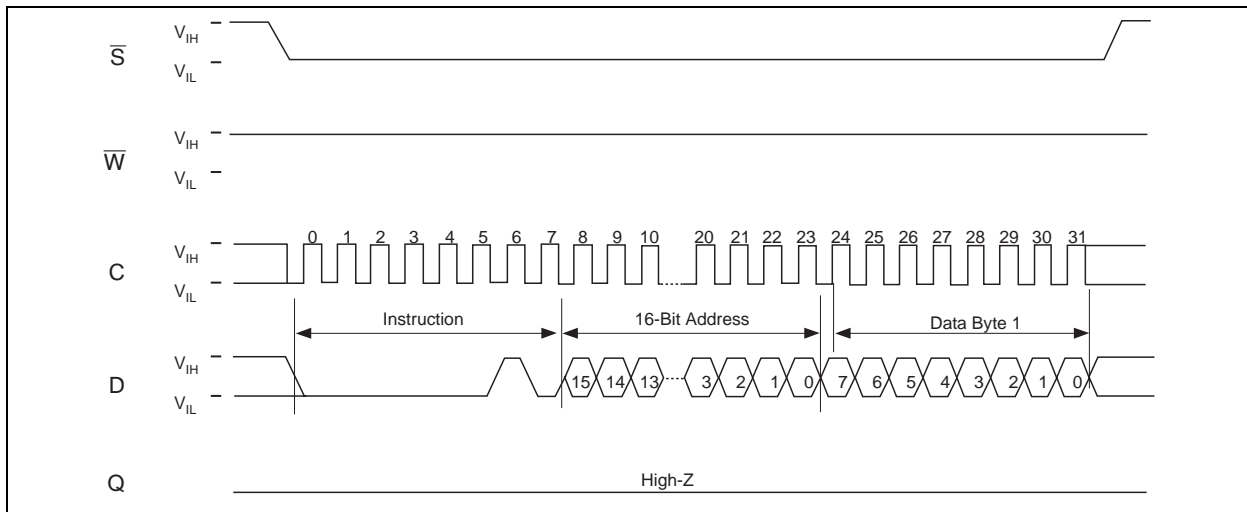 S
V_IH
V_IL
W
V_IH
V_IL
0 1 2 3 4 5 6 7 8 9 10 20 21 22 23 24 25 26 27 28 29 30 31
C
V_IH
V_IL
Instruction 16-Bit Address Data Byte 1
D
V_IH
V_IL
15 14 13 3 2 1 0 7 6 5 4 3 2 1 0
Q
High-Z